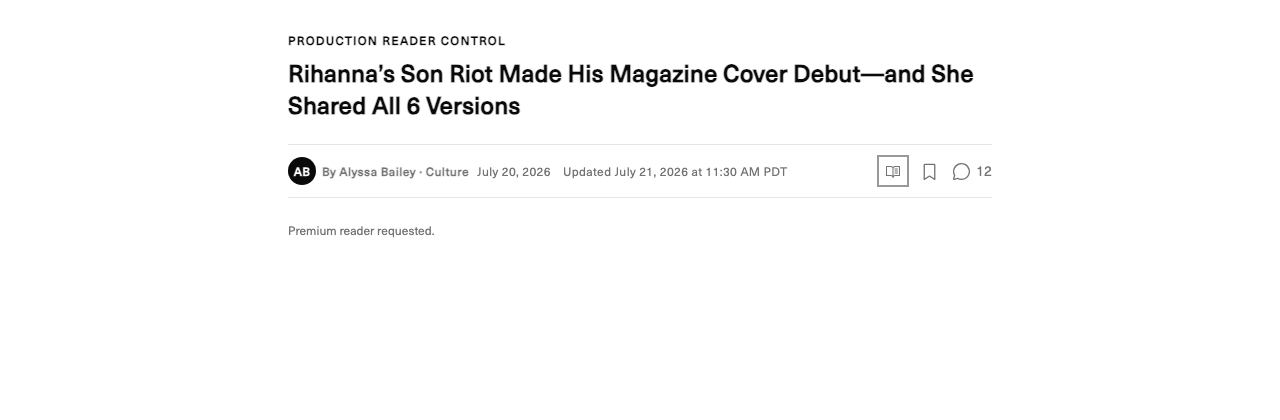 PRODUCTION READER CONTROL
Rihanna’s Son Riot Made His Magazine Cover Debut—and She
Shared All 6 Versions
AB By Alyssa Bailey · Culture July 20, 2026 Updated July 21, 2026 at 11:30 AM PDT 12
Premium reader requested.